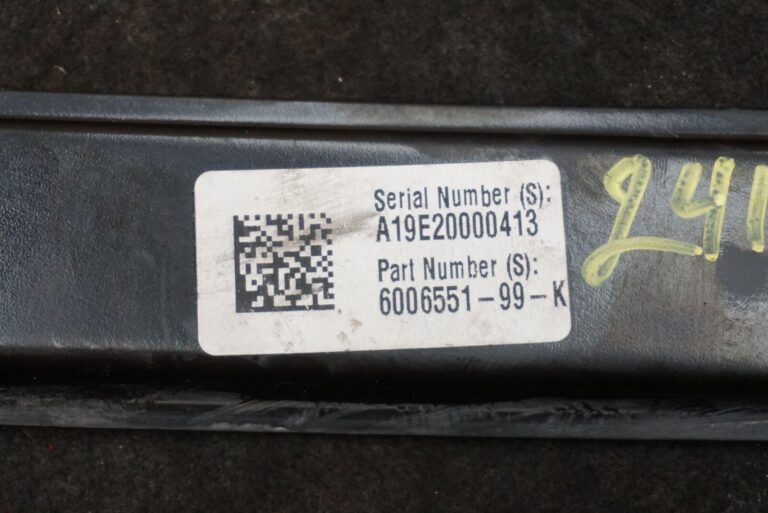 Serial Number (S):
A19E20000413
Part Number (S):
6006551-99-K